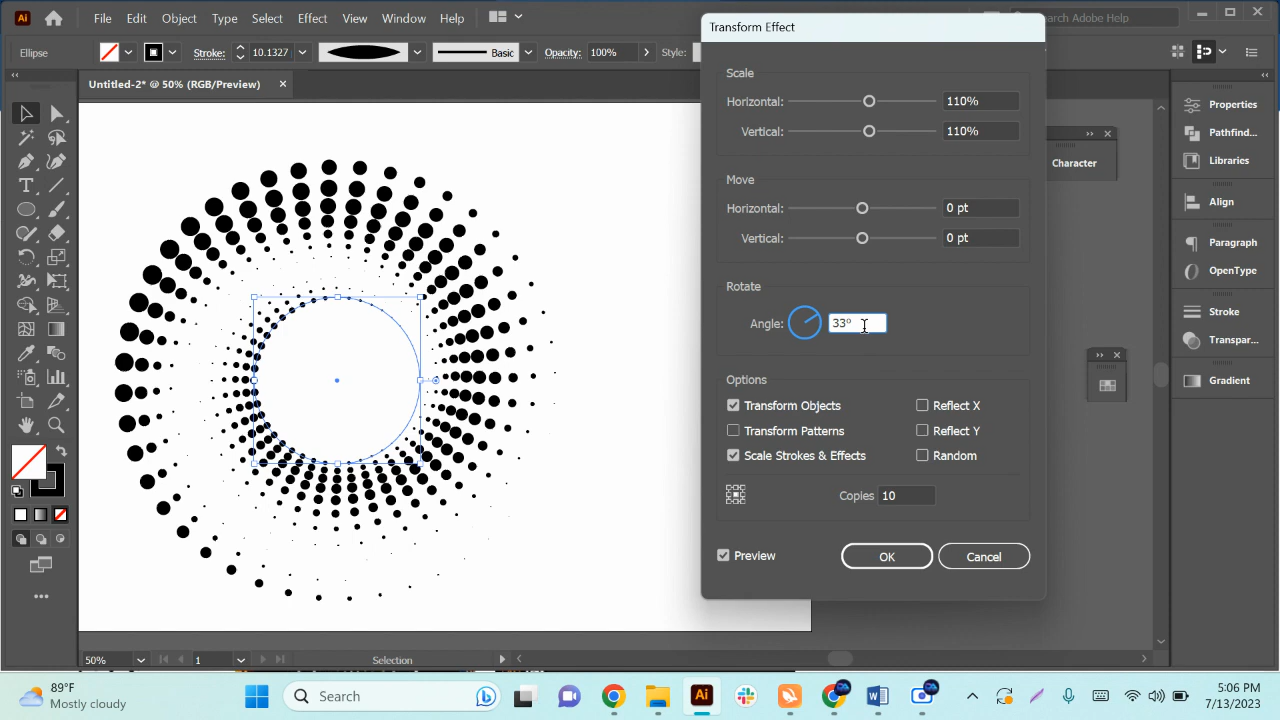 Ai File Edit Object Type Select Effect View Window Help
Search Adobe Help
Transform Effect
Ellipse Stroke: 10.1327 Basic Opacity: 100% Style:
Untitled-2* @ 50% (RGB/Preview)
Scale
Horizontal: 110%
Vertical: 110%
Move
Horizontal: 0 pt
Vertical: 0 pt
Rotate
Angle: 33°
Options
Transform Objects Reflect X
Transform Patterns Reflect Y
Scale Strokes & Effects Random
Copies 10
Preview OK Cancel
Character
Properties
Pathfind...
Libraries
Align
Paragraph
OpenType
Stroke
Transpar...
Gradient
50% 1 Selection
89°F
Mostly cloudy
Search
Ai
5:06 PM
7/13/2023